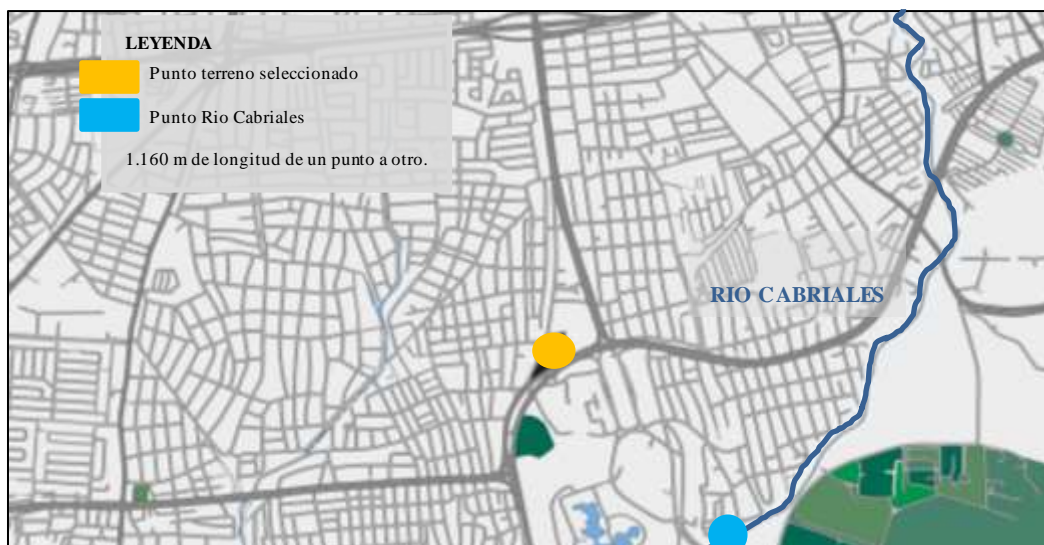 LEYENDA
Punto terreno seleccionado
Punto Rio Cabriales
1.160 m de longitud de un punto a otro.
RIO CABRIALES